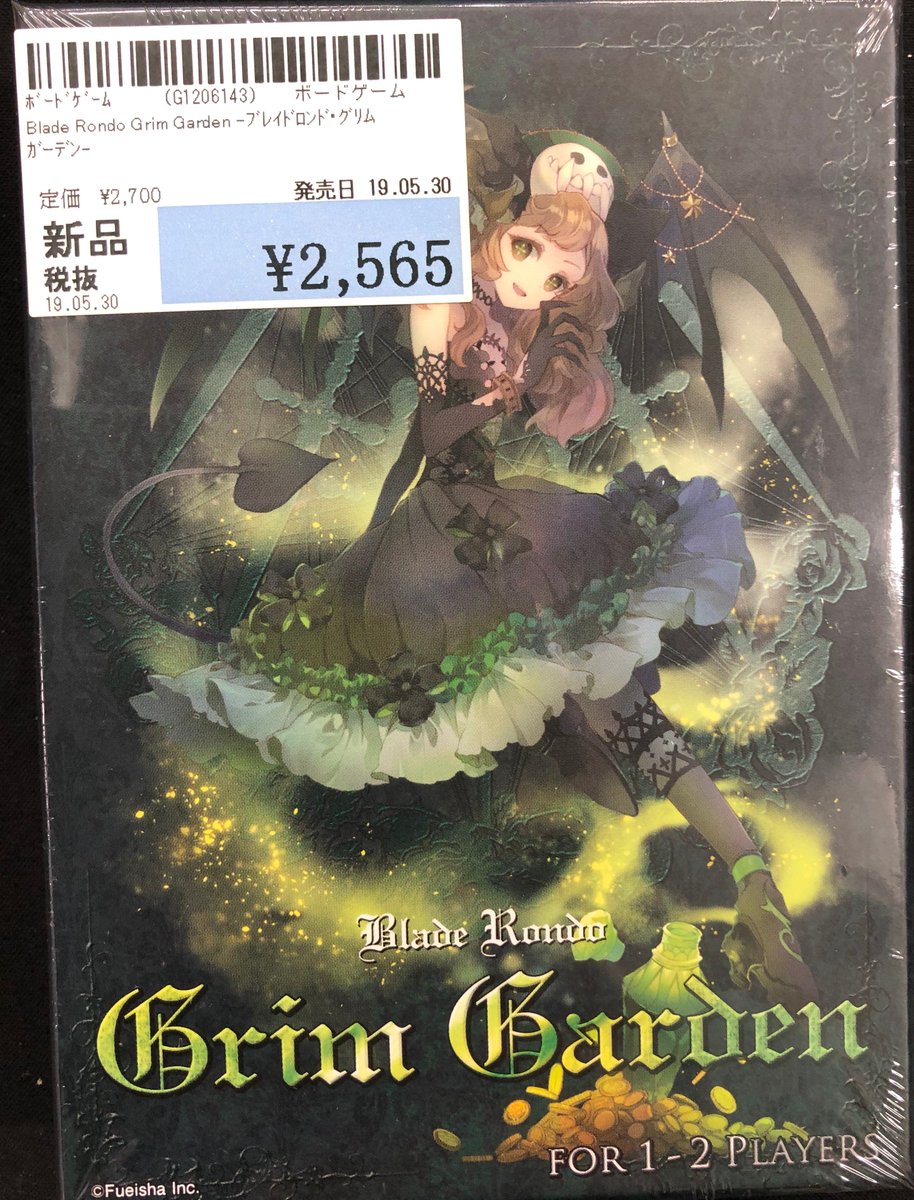 ﾎﾞｰﾄﾞｹﾞｰﾑ (G1206143) ボードゲーム
Blade Rondo Grim Garden -ﾌﾞﾚｲﾄﾞﾛﾝﾄﾞ･ｸﾞﾘﾑ
ｶﾞｰﾃﾞﾝ-
定価 ¥2,700 発売日 19.05.30
新品
税抜
¥2,565
19.05.30
Blade Rondo
Grim Garden
FOR 1 - 2 PLAYERS
©Fueisha Inc.